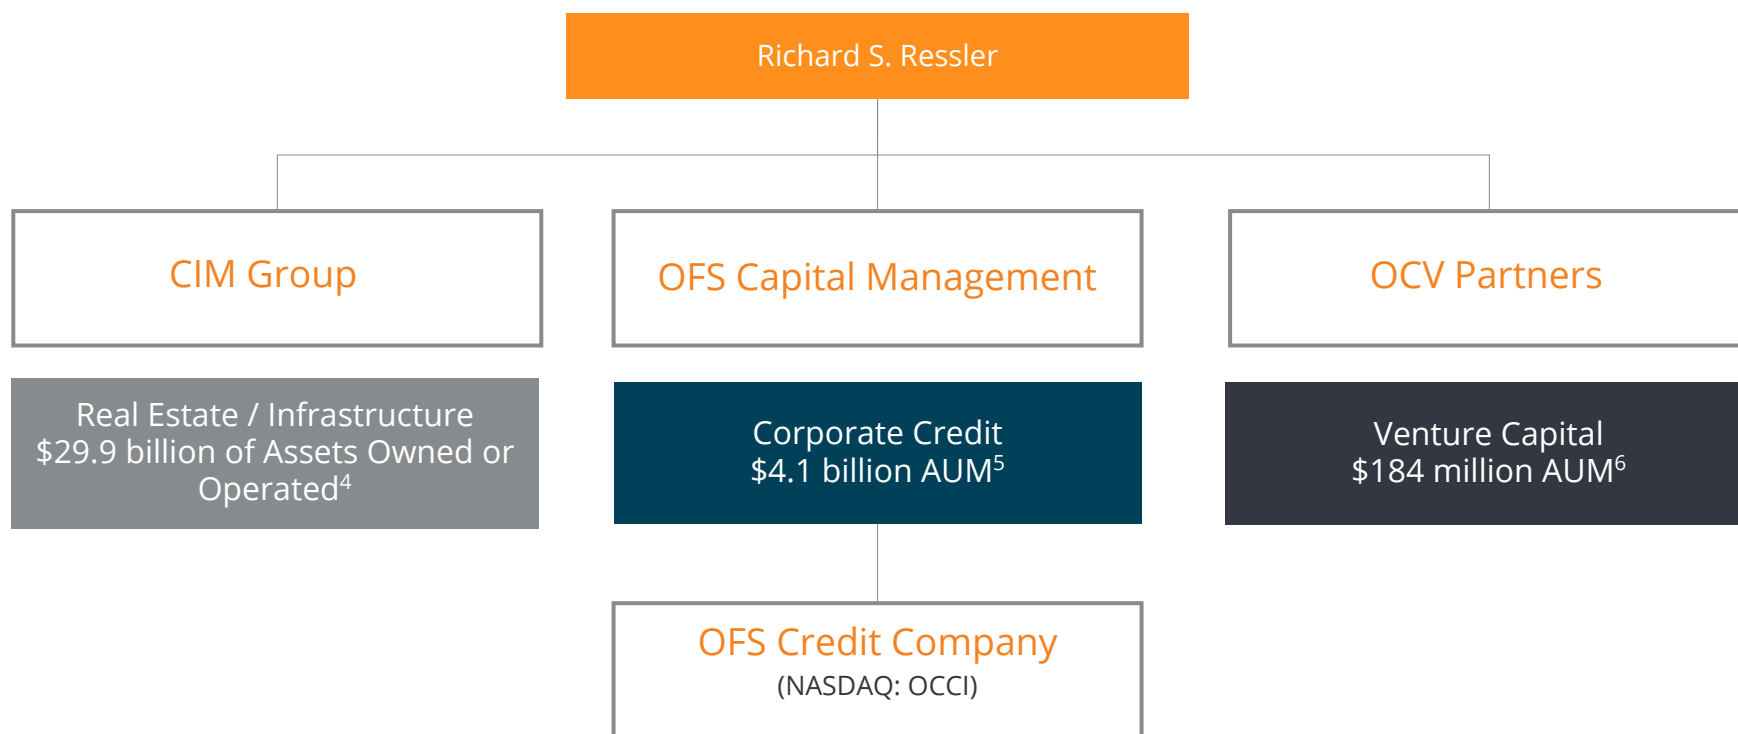 Richard S. Ressler
CIM Group
OFS Capital Management
OCV Partners
Real Estate / Infrastructure
$29.9 billion of Assets Owned or
Operated⁴
Corporate Credit
$4.1 billion AUM⁵
Venture Capital
$184 million AUM⁶
OFS Credit Company
(NASDAQ: OCCI)